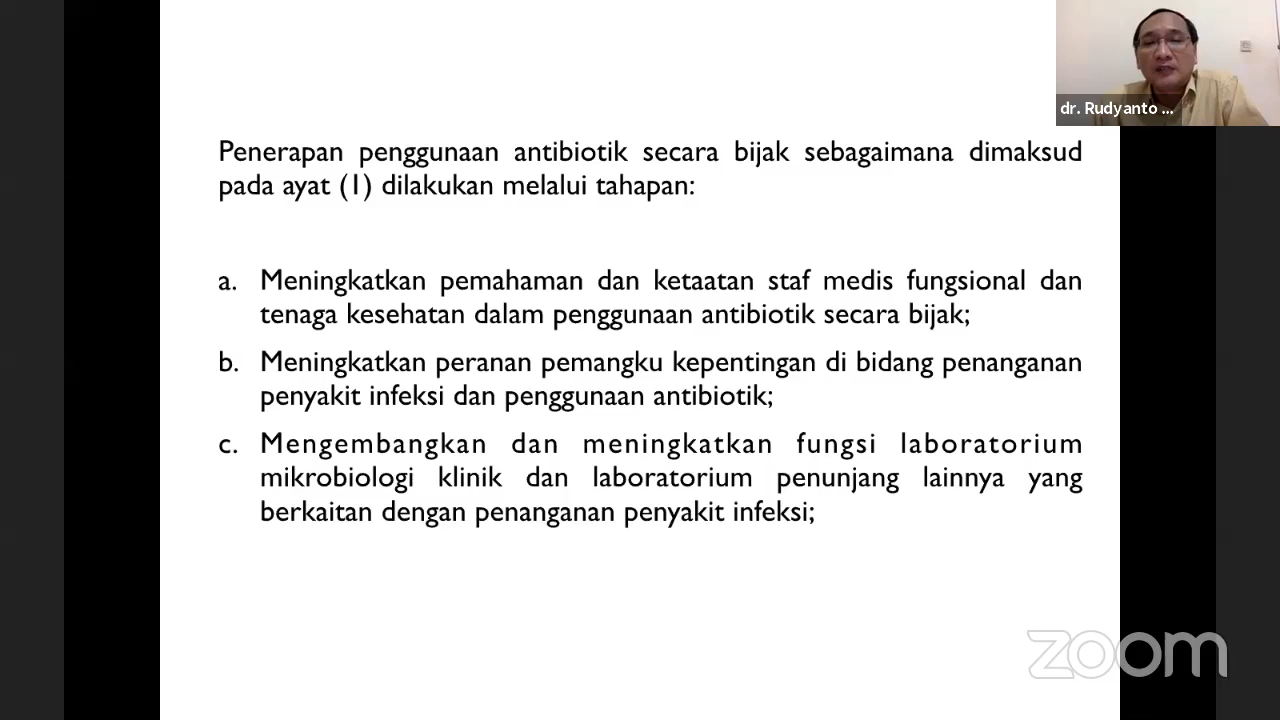 dr. Rudyanto ...
Penerapan penggunaan antibiotik secara bijak sebagaimana dimaksud
pada ayat (1) dilakukan melalui tahapan:
a. Meningkatkan pemahaman dan ketaatan staf medis fungsional dan
tenaga kesehatan dalam penggunaan antibiotik secara bijak;
b. Meningkatkan peranan pemangku kepentingan di bidang penanganan
penyakit infeksi dan penggunaan antibiotik;
c. Mengembangkan dan meningkatkan fungsi laboratorium
mikrobiologi klinik dan laboratorium penunjang lainnya yang
berkaitan dengan penanganan penyakit infeksi;
zoom